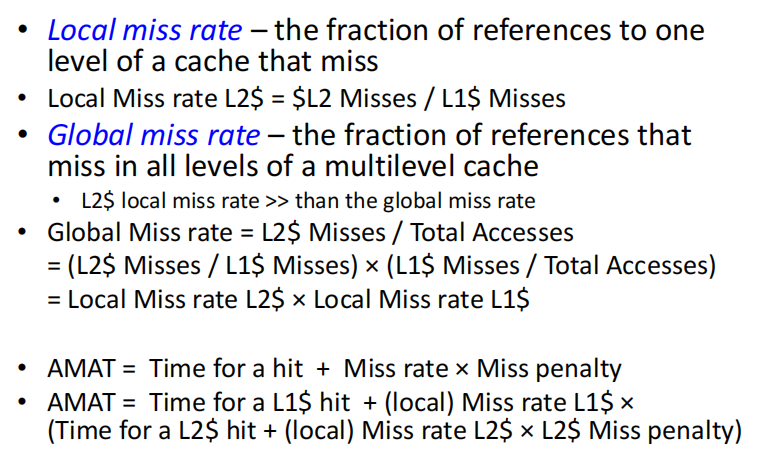 • Local miss rate – the fraction of references to one
level of a cache that miss
• Local Miss rate L2$ = $L2 Misses / L1$ Misses
• Global miss rate – the fraction of references that
miss in all levels of a multilevel cache
• L2$ local miss rate >> than the global miss rate
• Global Miss rate = L2$ Misses / Total Accesses
= (L2$ Misses / L1$ Misses) × (L1$ Misses / Total Accesses)
= Local Miss rate L2$ × Local Miss rate L1$
• AMAT = Time for a hit + Miss rate × Miss penalty
• AMAT = Time for a L1$ hit + (local) Miss rate L1$ ×
(Time for a L2$ hit + (local) Miss rate L2$ × L2$ Miss penalty)